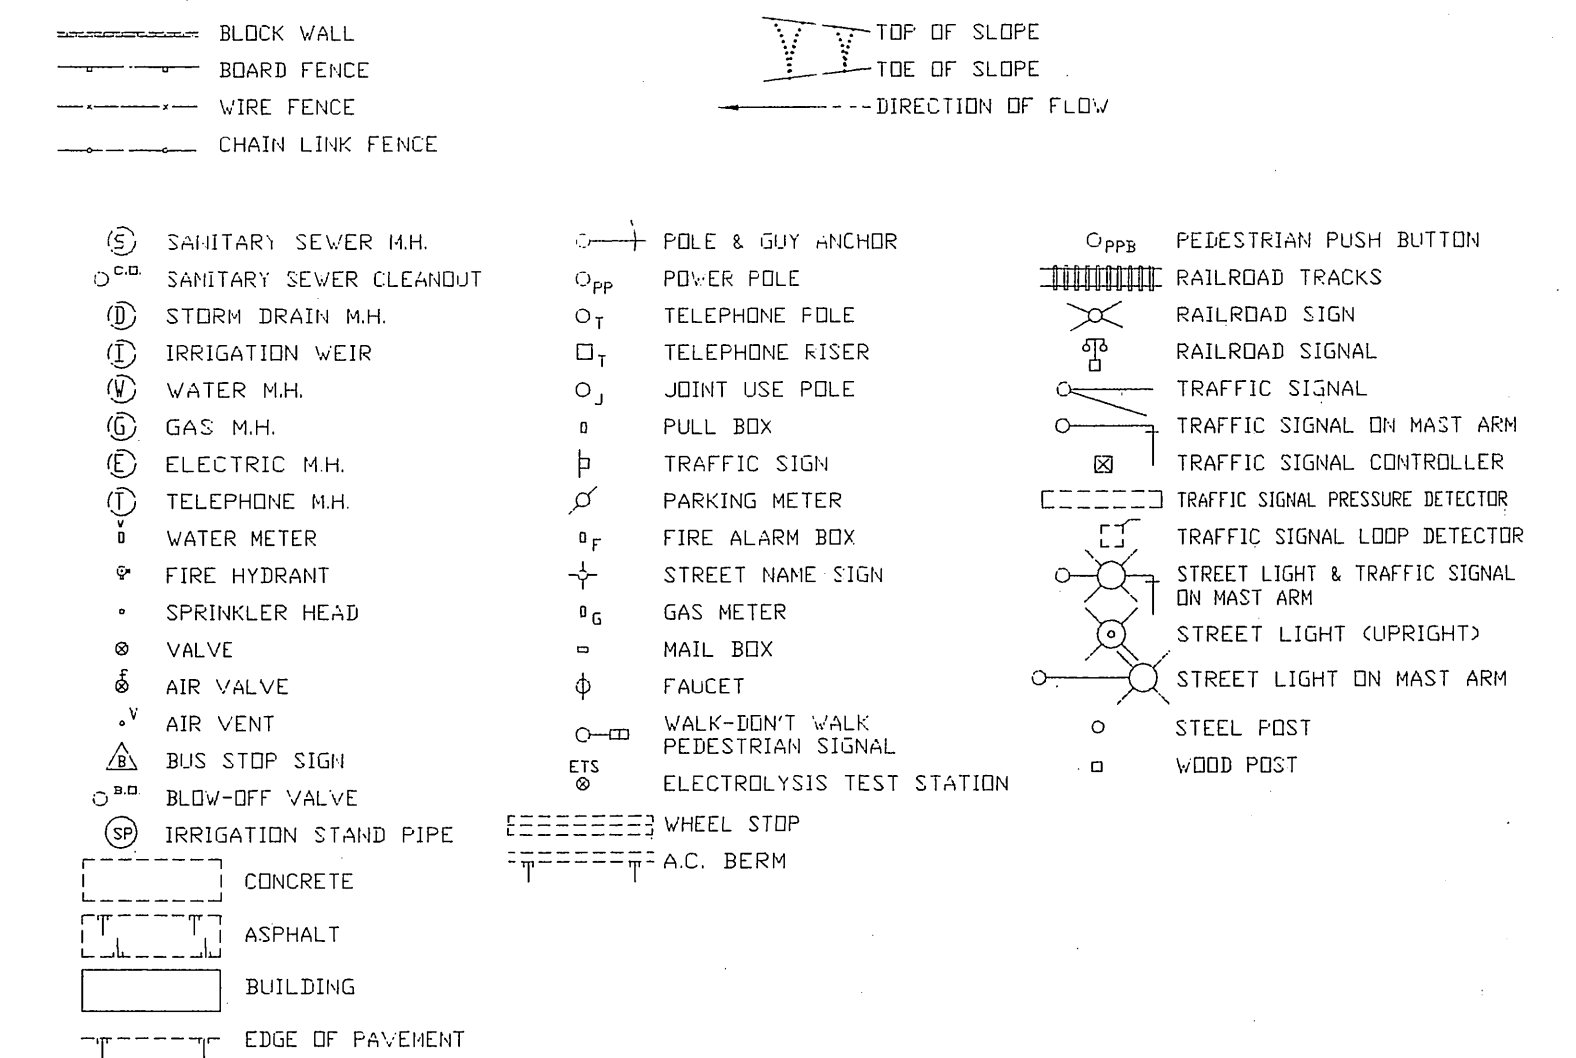 BLOCK WALL
BOARD FENCE
WIRE FENCE
CHAIN LINK FENCE
TOP OF SLOPE
TOE OF SLOPE
DIRECTION OF FLOW
S SANITARY SEWER M.H.
C.O. SANITARY SEWER CLEANOUT
D STORM DRAIN M.H.
I IRRIGATION WEIR
W WATER M.H.
G GAS M.H.
E ELECTRIC M.H.
T TELEPHONE M.H.
V WATER METER
FIRE HYDRANT
SPRINKLER HEAD
VALVE
AIR VALVE
V AIR VENT
B BUS STOP SIGN
B.O. BLOW-OFF VALVE
SP IRRIGATION STAND PIPE
CONCRETE
ASPHALT
BUILDING
EDGE OF PAVEMENT
POLE & GUY ANCHOR
PP POWER POLE
T TELEPHONE POLE
T TELEPHONE RISER
J JOINT USE POLE
PULL BOX
TRAFFIC SIGN
PARKING METER
F FIRE ALARM BOX
STREET NAME SIGN
G GAS METER
MAIL BOX
FAUCET
WALK-DON'T WALK
PEDESTRIAN SIGNAL
ETS
ELECTROLYSIS TEST STATION
WHEEL STOP
A.C. BERM
PPB PEDESTRIAN PUSH BUTTON
RAILROAD TRACKS
RAILROAD SIGN
RAILROAD SIGNAL
TRAFFIC SIGNAL
TRAFFIC SIGNAL ON MAST ARM
TRAFFIC SIGNAL CONTROLLER
TRAFFIC SIGNAL PRESSURE DETECTOR
TRAFFIC SIGNAL LOOP DETECTOR
STREET LIGHT & TRAFFIC SIGNAL
ON MAST ARM
STREET LIGHT (UPRIGHT)
STREET LIGHT ON MAST ARM
STEEL POST
WOOD POST